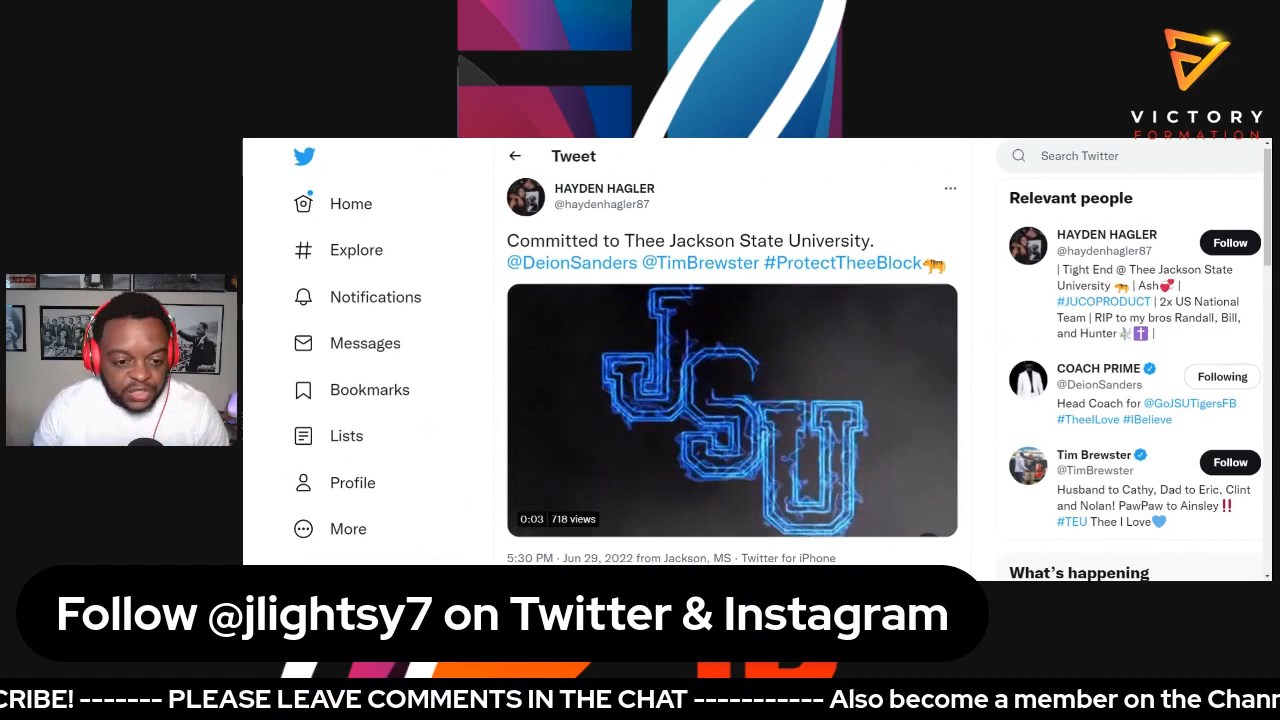 VICTORY
FORMATION
Tweet
Search Twitter
HAYDEN HAGLER
@haydenhagler87
Committed to Thee Jackson State University.
@DeionSanders @TimBrewster #ProtectTheeBlock🐅
JSU
0:03 718 views
5:30 PM · Jun 29, 2022 from Jackson, MS · Twitter for iPhone
Home
Explore
Notifications
Messages
Bookmarks
Lists
Profile
More
Relevant people
HAYDEN HAGLER
@haydenhagler87
Follow
| Tight End @ Thee Jackson State
University 🐅 | Ash💞 |
#JUCOPRODUCT | 2x US National
Team | RIP to my bros Randall, Bill,
and Hunter🕊✝️ |
COACH PRIME
@DeionSanders
Following
Head Coach for @GoJSUTigersFB
#TheeILove #IBelieve
Tim Brewster
@TimBrewster
Follow
Husband to Cathy, Dad to Eric, Clint
and Nolan! PawPaw to Ainsley‼️
#TEU Thee I Love💙
What's happening
Follow @jlightsy7 on Twitter & Instagram
CRIBE! ------- PLEASE LEAVE COMMENTS IN THE CHAT ----------- Also become a member on the Chann